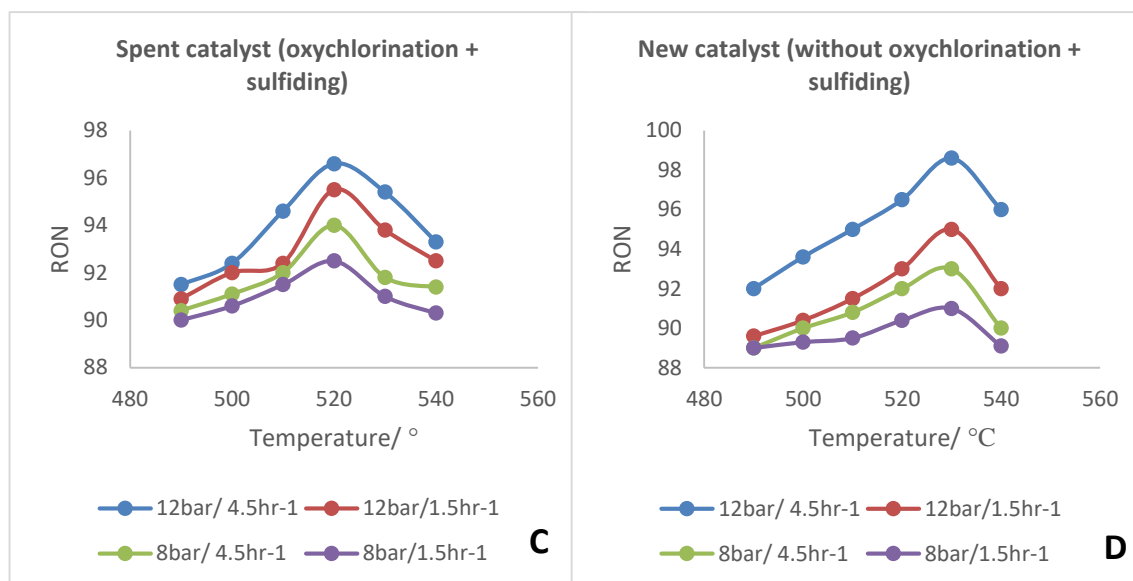 Spent catalyst (oxychlorination +
sulfiding)
98
96
94
92
90
88
RON
480
500
520
540
560
Temperature/ °
12bar/ 4.5hr-1
12bar/1.5hr-1
8bar/ 4.5hr-1
8bar/1.5hr-1
C
New catalyst (without oxychlorination +
sulfiding)
100
98
96
94
92
90
88
RON
480
500
520
540
560
Temperature/ °C
12bar/ 4.5hr-1
12bar/1.5hr-1
8bar/ 4.5hr-1
8bar/1.5hr-1
D